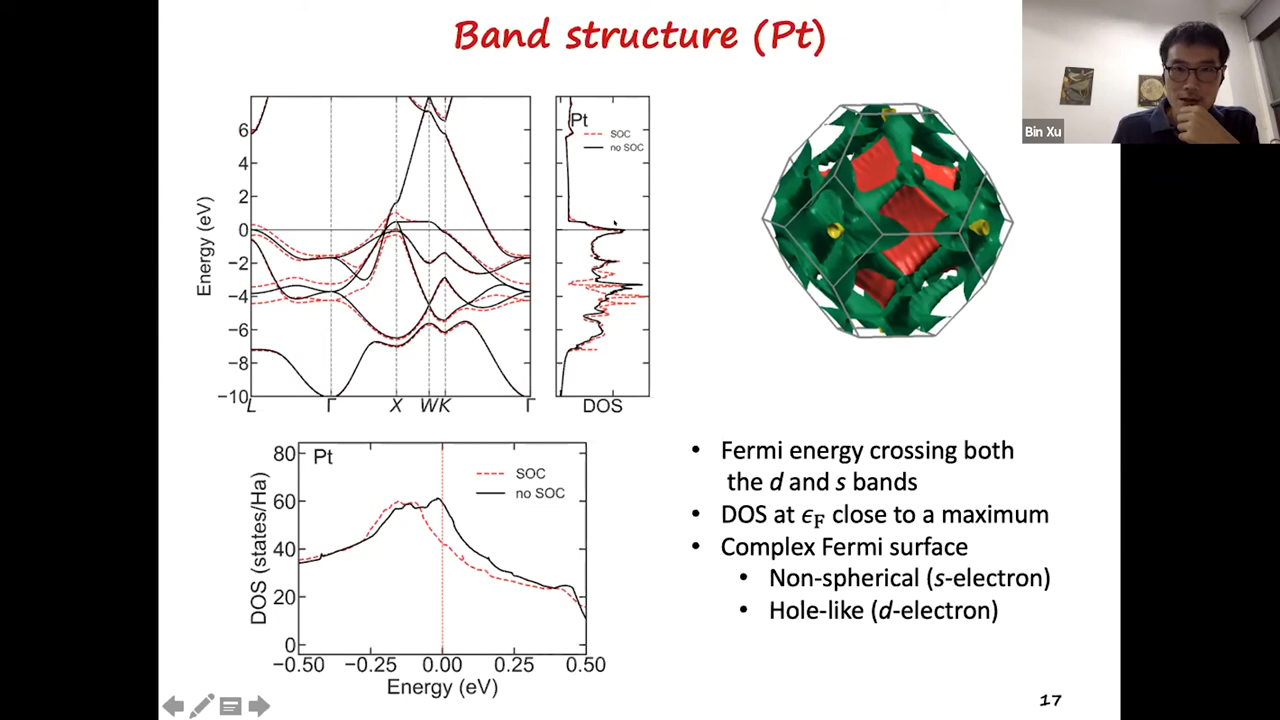 Band structure (Pt)
Bin Xu
6
4
2
0
−2
−4
−6
−8
−10
Energy (eV)
L Γ X W K Γ
Pt
SOC
no SOC
DOS
Pt
SOC
no SOC
80
60
40
20
0
DOS (states/Ha)
−0.50 −0.25 0.00 0.25 0.50
Energy (eV)
• Fermi energy crossing both
the d and s bands
• DOS at ϵF close to a maximum
• Complex Fermi surface
• Non-spherical (s-electron)
• Hole-like (d-electron)
17